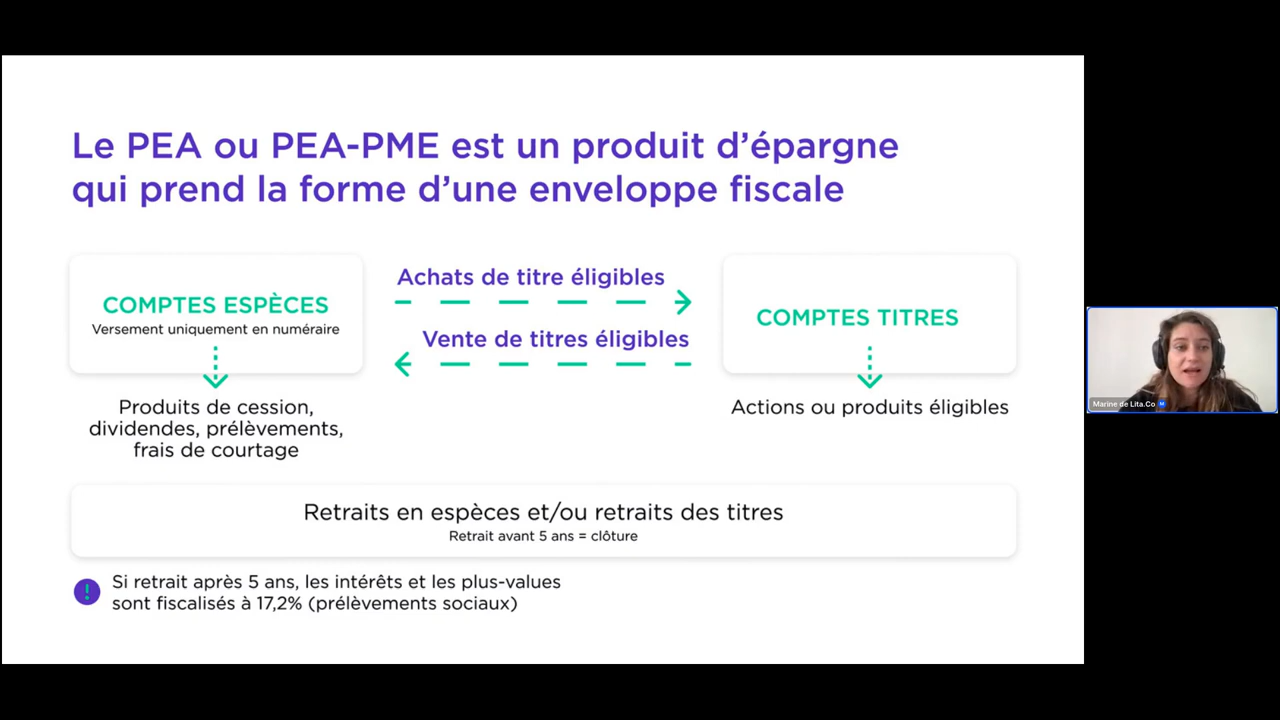 Le PEA ou PEA-PME est un produit d’épargne
qui prend la forme d’une enveloppe fiscale
COMPTES ESPÈCES
Versement uniquement en numéraire
Achats de titre éligibles
Vente de titres éligibles
COMPTES TITRES
Produits de cession,
dividendes, prélèvements,
frais de courtage
Actions ou produits éligibles
Retraits en espèces et/ou retraits des titres
Retrait avant 5 ans = clôture
! Si retrait après 5 ans, les intérêts et les plus-values
sont fiscalisés à 17,2% (prélèvements sociaux)
Marine de Lita.Co